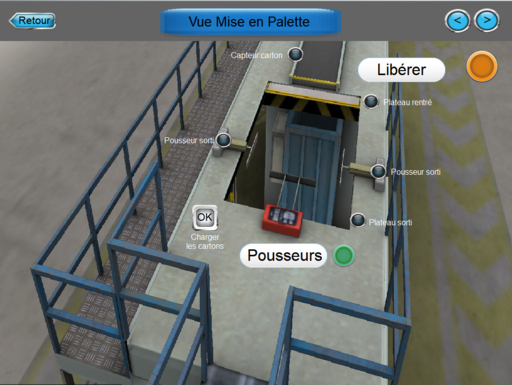 Retour
Vue Mise en Palette
< >
Capteur carton
Libérer
Plateau rentré
Pousseur sorti
Pousseur sorti
OK
Charger
les cartons
Plateau sorti
Pousseurs